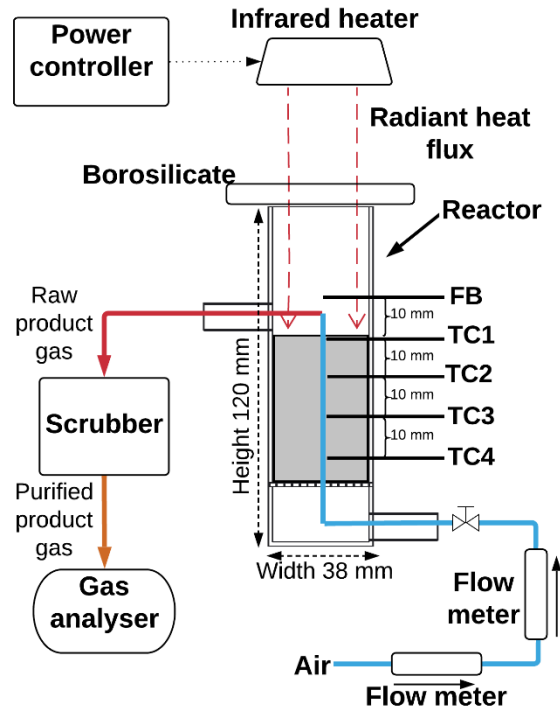 Infrared heater
Power
controller
Radiant heat
flux
Borosilicate
Reactor
FB
10 mm
TC1
10 mm
TC2
10 mm
TC3
10 mm
TC4
Raw
product
gas
Height 120 mm
Scrubber
Purified
product
gas
Width 38 mm
Gas
analyser
Flow
meter
Air
Flow meter